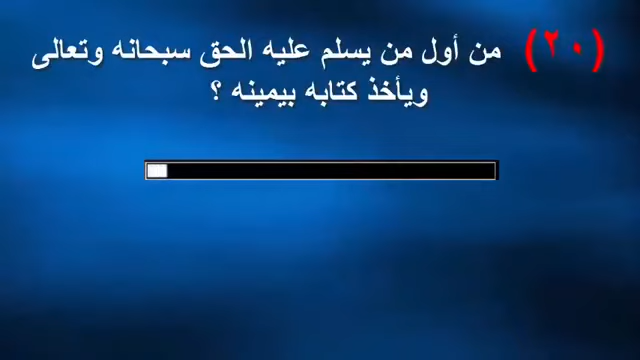 (٢٠) من أول من يسلم عليه الحق سبحانه وتعالى
ويأخذ كتابه بيمينه ؟